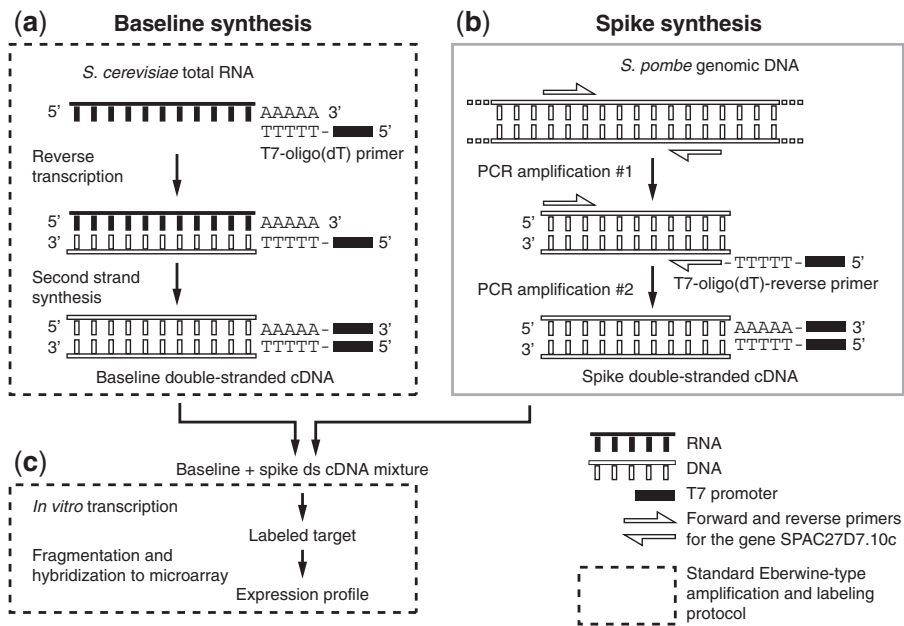 (a) Baseline synthesis
S. cerevisiae total RNA
5' AAAAA 3'
TTTTT – 5'
T7-oligo(dT) primer
Reverse
transcription
5' AAAAA 3'
3' TTTTT – 5'
Second strand
synthesis
5' AAAAA – 3'
3' TTTTT – 5'
Baseline double-stranded cDNA
(b) Spike synthesis
S. pombe genomic DNA
PCR amplification #1
5'
3'
– TTTTT – 5'
T7-oligo(dT)-reverse primer
PCR amplification #2
5' AAAAA – 3'
3' TTTTT – 5'
Spike double-stranded cDNA
(c)
Baseline + spike ds cDNA mixture
In vitro transcription
Labeled target
Fragmentation and
hybridization to microarray
Expression profile
RNA
DNA
T7 promoter
Forward and reverse primers
for the gene SPAC27D7.10c
Standard Eberwine-type
amplification and labeling
protocol